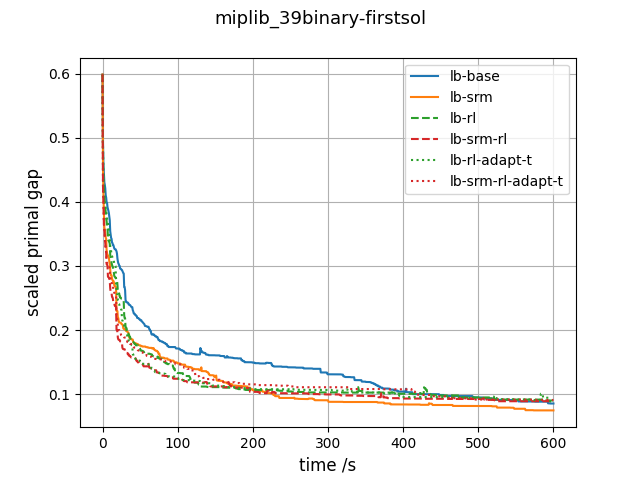 miplib_39binary-firstsol
lb-base
lb-srm
lb-rl
lb-srm-rl
lb-rl-adapt-t
lb-srm-rl-adapt-t
scaled primal gap
0.6
0.5
0.4
0.3
0.2
0.1
0 100 200 300 400 500 600
time /s